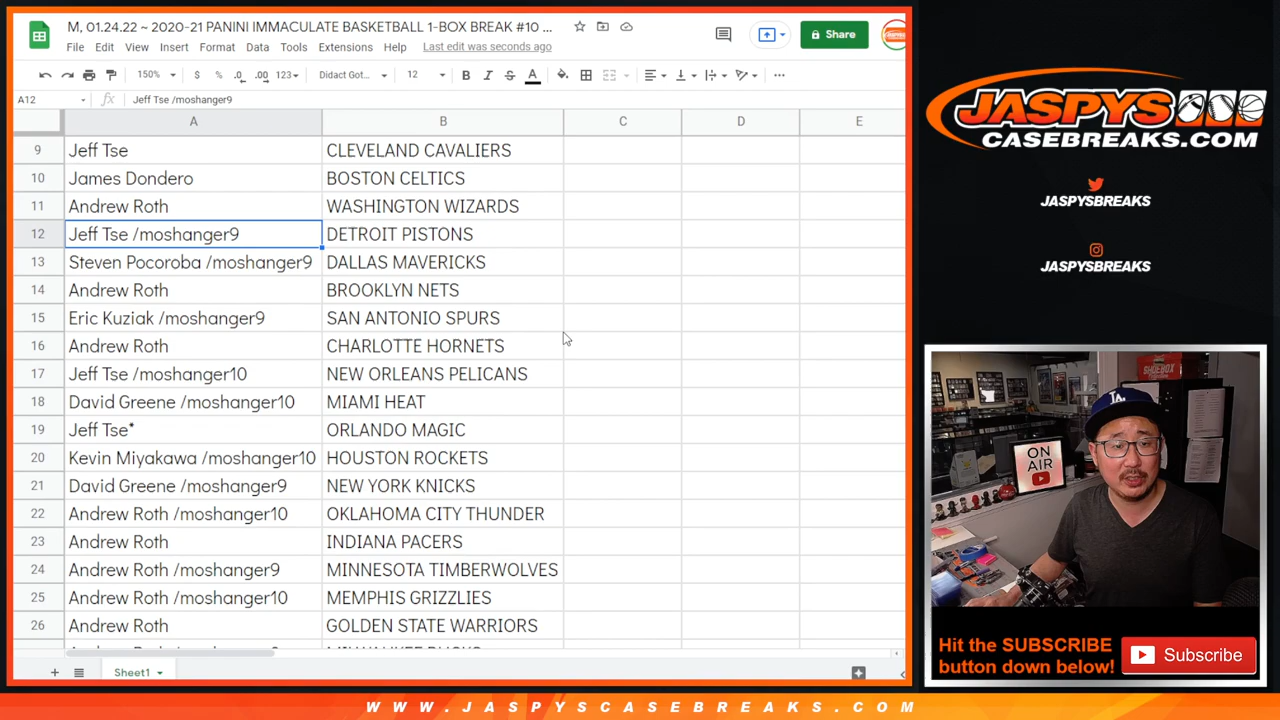 M, 01.24.22 ~ 2020-21 PANINI IMMACULATE BASKETBALL 1-BOX BREAK #10 ...
File Edit View Insert Format Data Tools Extensions Help Last edit was seconds ago
Share
150% $ % .0 .00 123 Didact Got... 12 B I S A
A12 fx Jeff Tse /moshanger9
A B C D E
9 Jeff Tse CLEVELAND CAVALIERS
10 James Dondero BOSTON CELTICS
11 Andrew Roth WASHINGTON WIZARDS
12 Jeff Tse /moshanger9 DETROIT PISTONS
13 Steven Pocoroba /moshanger9 DALLAS MAVERICKS
14 Andrew Roth BROOKLYN NETS
15 Eric Kuziak /moshanger9 SAN ANTONIO SPURS
16 Andrew Roth CHARLOTTE HORNETS
17 Jeff Tse /moshanger10 NEW ORLEANS PELICANS
18 David Greene /moshanger10 MIAMI HEAT
19 Jeff Tse* ORLANDO MAGIC
20 Kevin Miyakawa /moshanger10 HOUSTON ROCKETS
21 David Greene /moshanger9 NEW YORK KNICKS
22 Andrew Roth /moshanger10 OKLAHOMA CITY THUNDER
23 Andrew Roth INDIANA PACERS
24 Andrew Roth /moshanger9 MINNESOTA TIMBERWOLVES
25 Andrew Roth /moshanger10 MEMPHIS GRIZZLIES
26 Andrew Roth GOLDEN STATE WARRIORS
Sheet1
JASPYS
CASEBREAKS.COM
JASPYSBREAKS
JASPYSBREAKS
SHOEBOX
LA
ON
AIR
Hit the SUBSCRIBE
button down below!
Subscribe
WWW.JASPYSCASEBREAKS.COM